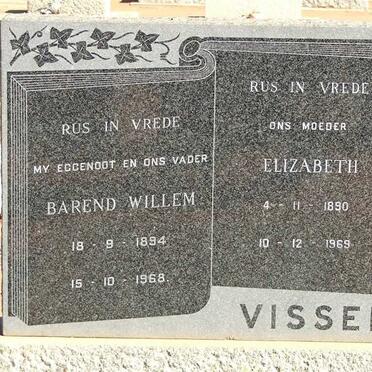 RUS IN VREDE
MY EGGENOOT EN ONS VADER
BAREND WILLEM
18-9-1894
15-10-1968.
RUS IN VREDE
ONS MOEDER
ELIZABETH
4-11-1890
10-12-1969
VISSE